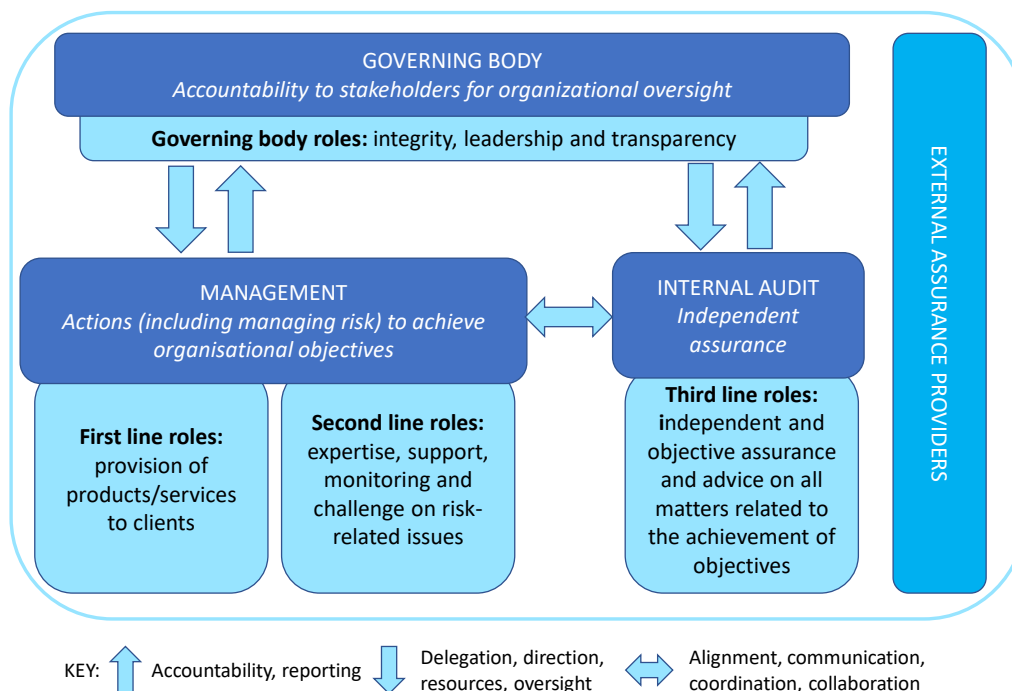 GOVERNING BODY
Accountability to stakeholders for organizational oversight
Governing body roles: integrity, leadership and transparency
MANAGEMENT
Actions (including managing risk) to achieve
organisational objectives
INTERNAL AUDIT
Independent
assurance
First line roles:
provision of
products/services
to clients
Second line roles:
expertise, support,
monitoring and
challenge on risk-
related issues
Third line roles:
independent and
objective assurance
and advice on all
matters related to
the achievement of
objectives
EXTERNAL ASSURANCE PROVIDERS
KEY:
Accountability, reporting
Delegation, direction,
resources, oversight
Alignment, communication,
coordination, collaboration